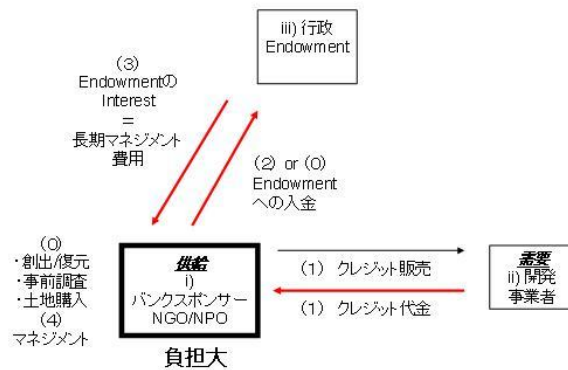 iii) 行政
Endowment
(3)
Endowmentの
Interest
=
長期マネジメント
費用
(2) or (0)
Endowment
への入金
(0)
・創出/復元
・事前調査
・土地購入
(4)
マネジメント
供給
i)
バンクスポンサー
NGO/NPO
負担大
(1) クレジット販売
(1) クレジット代金
需要
ii) 開発
事業者